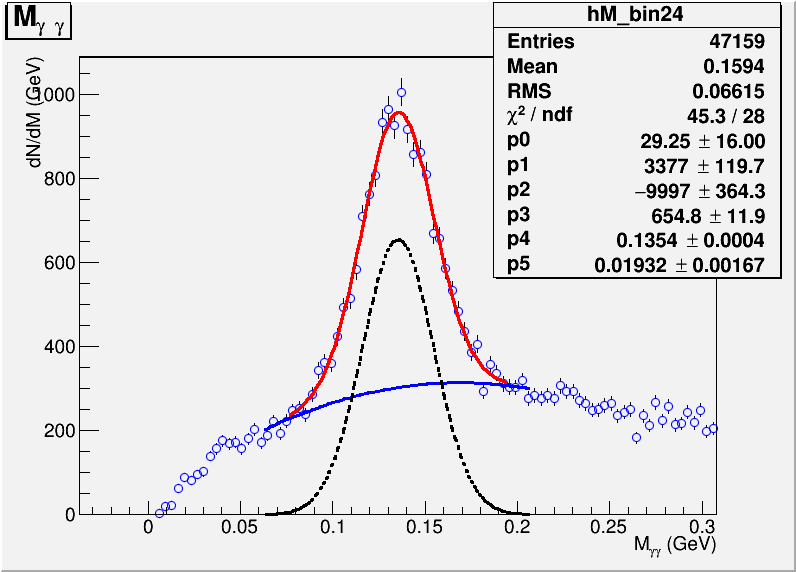 M_γγ
hM_bin24
Entries 47159
Mean 0.1594
RMS 0.06615
χ² / ndf 45.3 / 28
p0 29.25 ± 16.00
p1 3377 ± 119.7
p2 −9997 ± 364.3
p3 654.8 ± 11.9
p4 0.1354 ± 0.0004
p5 0.01932 ± 0.00167
dN/dM (GeV)
1000
800
600
400
200
0
0 0.05 0.1 0.15 0.2 0.25 0.3
M_γγ (GeV)